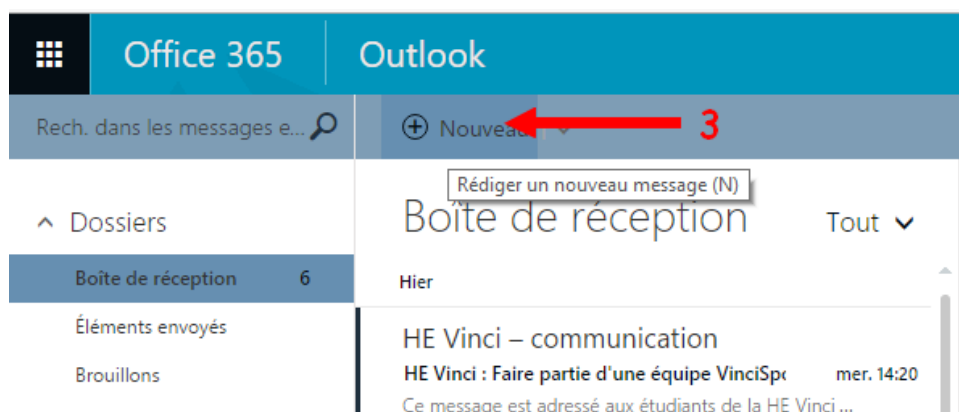 Office 365 Outlook
Rech. dans les messages e... Nouveau 3
Rédiger un nouveau message (N)
Dossiers
Boîte de réception Tout
Boîte de réception 6
Hier
Éléments envoyés
HE Vinci – communication
Brouillons
HE Vinci : Faire partie d'une équipe VinciSpo mer. 14:20
Ce message est adressé aux étudiants de la HE Vinci ...